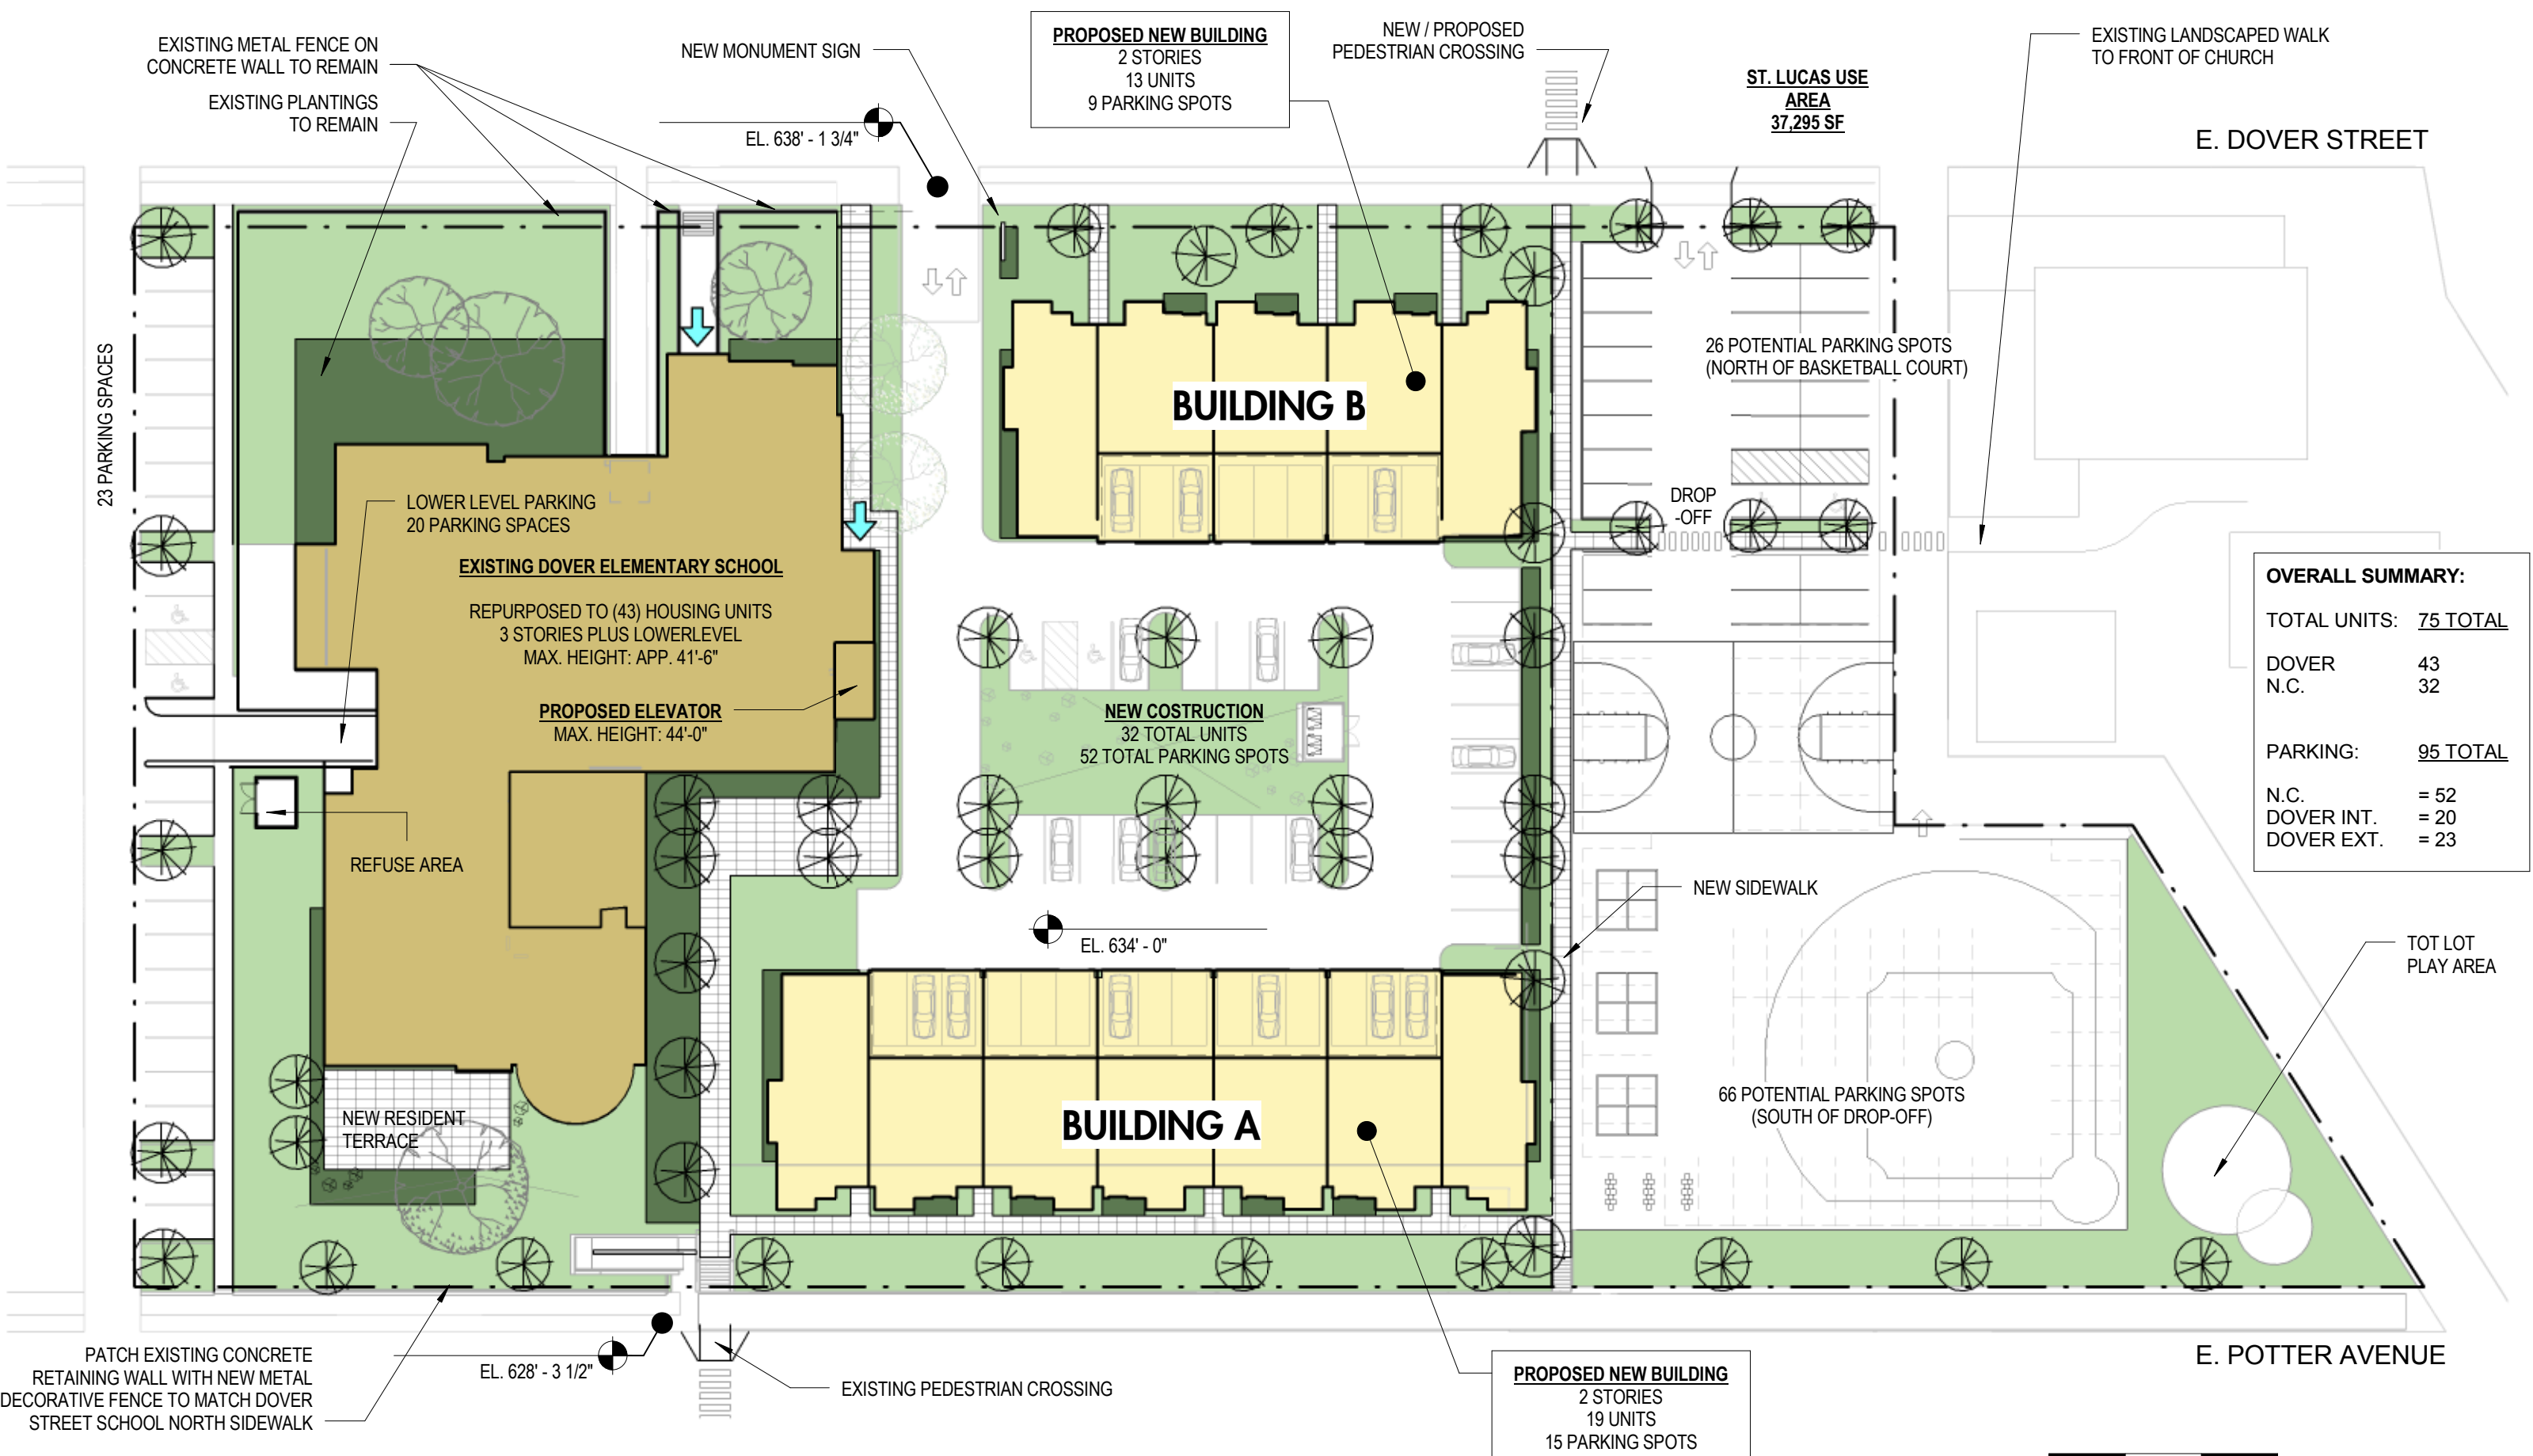 EXISTING METAL FENCE ON
CONCRETE WALL TO REMAIN
EXISTING PLANTINGS
TO REMAIN
NEW MONUMENT SIGN
EL. 638' - 1 3/4"
PROPOSED NEW BUILDING
2 STORIES
13 UNITS
9 PARKING SPOTS
NEW / PROPOSED
PEDESTRIAN CROSSING
ST. LUCAS USE
AREA
37,295 SF
EXISTING LANDSCAPED WALK
TO FRONT OF CHURCH
E. DOVER STREET
23 PARKING SPACES
BUILDING B
26 POTENTIAL PARKING SPOTS
(NORTH OF BASKETBALL COURT)
LOWER LEVEL PARKING
20 PARKING SPACES
DROP
-OFF
EXISTING DOVER ELEMENTARY SCHOOL
REPURPOSED TO (43) HOUSING UNITS
3 STORIES PLUS LOWERLEVEL
MAX. HEIGHT: APP. 41'-6"
PROPOSED ELEVATOR
MAX. HEIGHT: 44'-0"
NEW COSTRUCTION
32 TOTAL UNITS
52 TOTAL PARKING SPOTS
OVERALL SUMMARY:
TOTAL UNITS: 75 TOTAL
DOVER 43
N.C. 32
PARKING: 95 TOTAL
N.C. = 52
DOVER INT. = 20
DOVER EXT. = 23
REFUSE AREA
NEW SIDEWALK
EL. 634' - 0"
TOT LOT
PLAY AREA
NEW RESIDENT
TERRACE
BUILDING A
66 POTENTIAL PARKING SPOTS
(SOUTH OF DROP-OFF)
PATCH EXISTING CONCRETE
RETAINING WALL WITH NEW METAL
DECORATIVE FENCE TO MATCH DOVER
STREET SCHOOL NORTH SIDEWALK
EL. 628' - 3 1/2"
EXISTING PEDESTRIAN CROSSING
PROPOSED NEW BUILDING
2 STORIES
19 UNITS
15 PARKING SPOTS
E. POTTER AVENUE